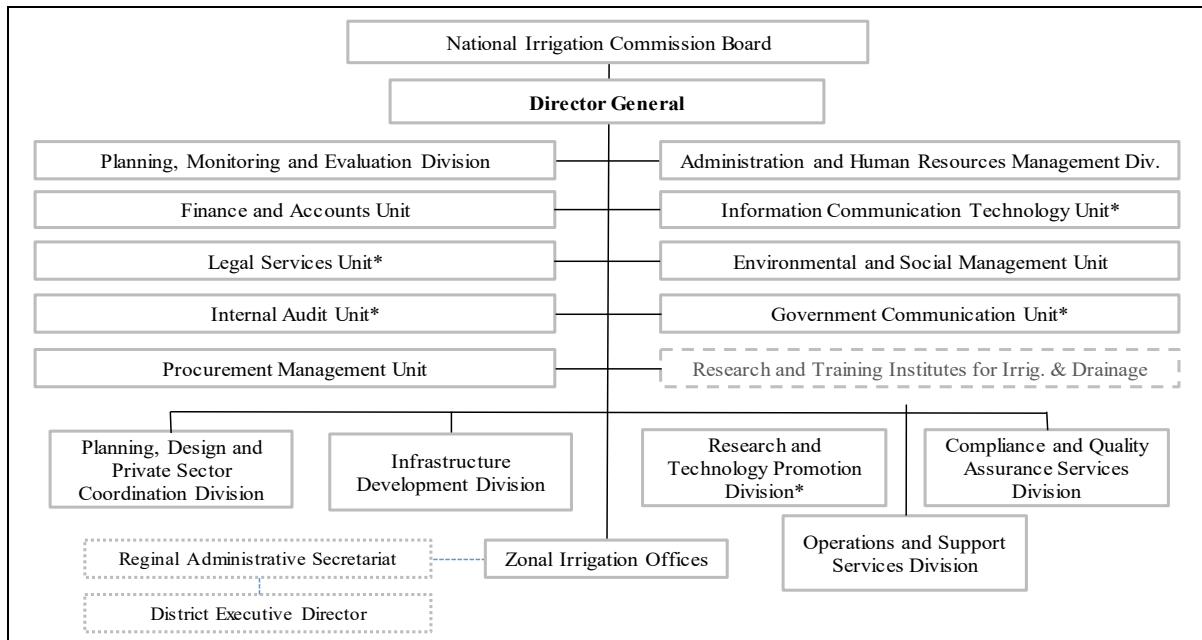 National Irrigation Commission Board
Director General
Planning, Monitoring and Evaluation Division
Administration and Human Resources Management Div.
Finance and Accounts Unit
Information Communication Technology Unit*
Legal Services Unit*
Environmental and Social Management Unit
Internal Audit Unit*
Government Communication Unit*
Procurement Management Unit
Research and Training Institutes for Irrig. & Drainage
Planning, Design and
Private Sector
Coordination Division
Infrastructure
Development Division
Research and
Technology Promotion
Division*
Compliance and Quality
Assurance Services
Division
Operations and Support
Services Division
Reginal Administrative Secretariat
Zonal Irrigation Offices
District Executive Director